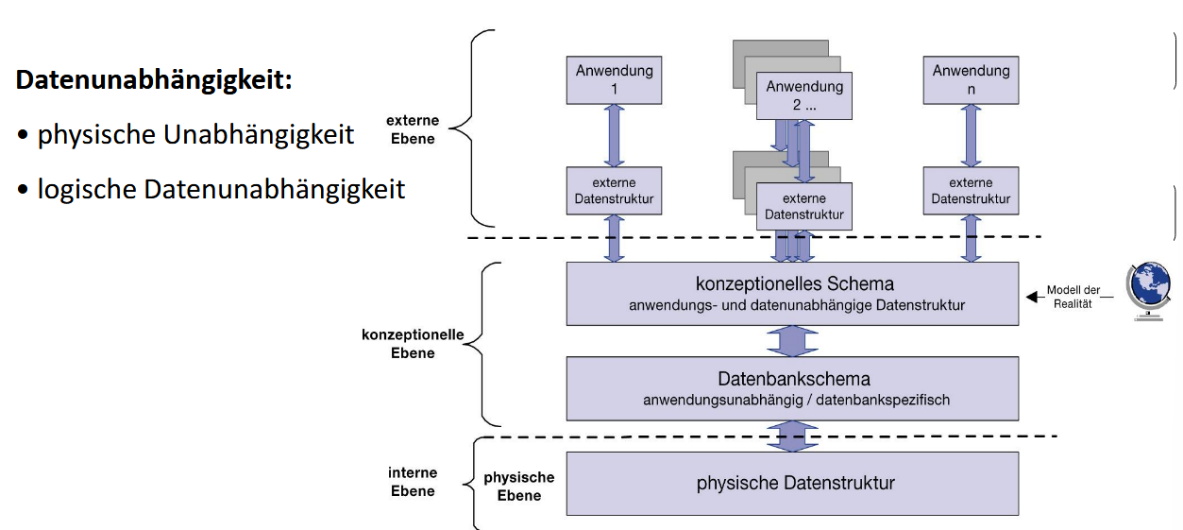 Datenunabhängigkeit:
• physische Unabhängigkeit
• logische Datenunabhängigkeit
externe
Ebene
Anwendung
1
Anwendung
2 ...
Anwendung
n
externe
Datenstruktur
externe
Datenstruktur
externe
Datenstruktur
konzeptionelle
Ebene
konzeptionelles Schema
anwendungs- und datenunabhängige Datenstruktur
Modell der
Realität
Datenbankschema
anwendungsunabhängig / datenbankspezifisch
interne
Ebene
physische
Ebene
physische Datenstruktur